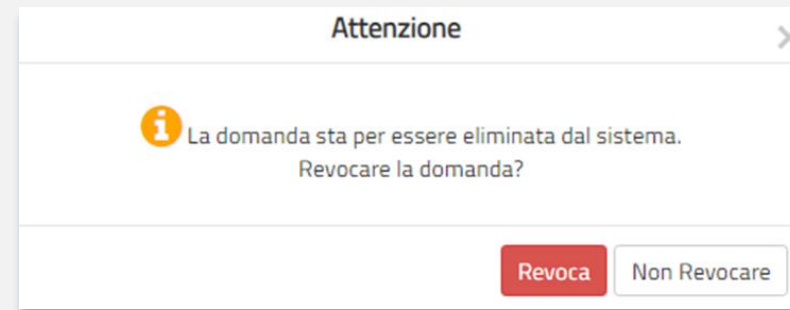 Attenzione
La domanda sta per essere eliminata dal sistema.
Revocare la domanda?
Revoca
Non Revocare